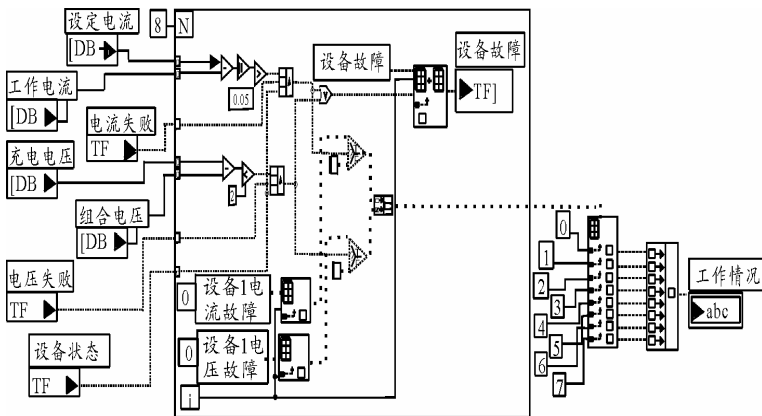 设定电流
[DB
8
N
工作电流
[DB
0.05
电流失败
TF
充电电压
[DB
2
组合电压
[DB
电压失败
TF
设备状态
TF
0
设备1电
流故障
0
设备1电
压故障
i
设备故障
设备故障
TF]
0
1
2
3
4
5
6
7
工作情况
abc